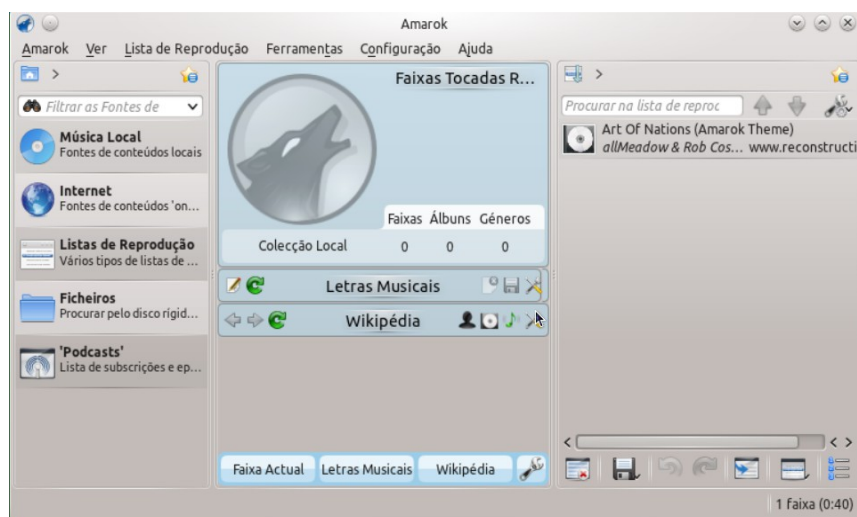 Amarok
Amarok Ver Lista de Reprodução Ferramentas Configuração Ajuda
>
Filtrar as Fontes de
Música Local
Fontes de conteúdos locais
Internet
Fontes de conteúdos 'on...
Listas de Reprodução
Vários tipos de listas de ...
Ficheiros
Procurar pelo disco rígid...
'Podcasts'
Lista de subscrições e ep...
Faixas Tocadas R...
Faixas Álbuns Géneros
Colecção Local 0 0 0
Letras Musicais
Wikipédia
Faixa Actual Letras Musicais Wikipédia
>
Procurar na lista de reproc
Art Of Nations (Amarok Theme)
allMeadow & Rob Cos... www.reconstructi
1 faixa (0:40)